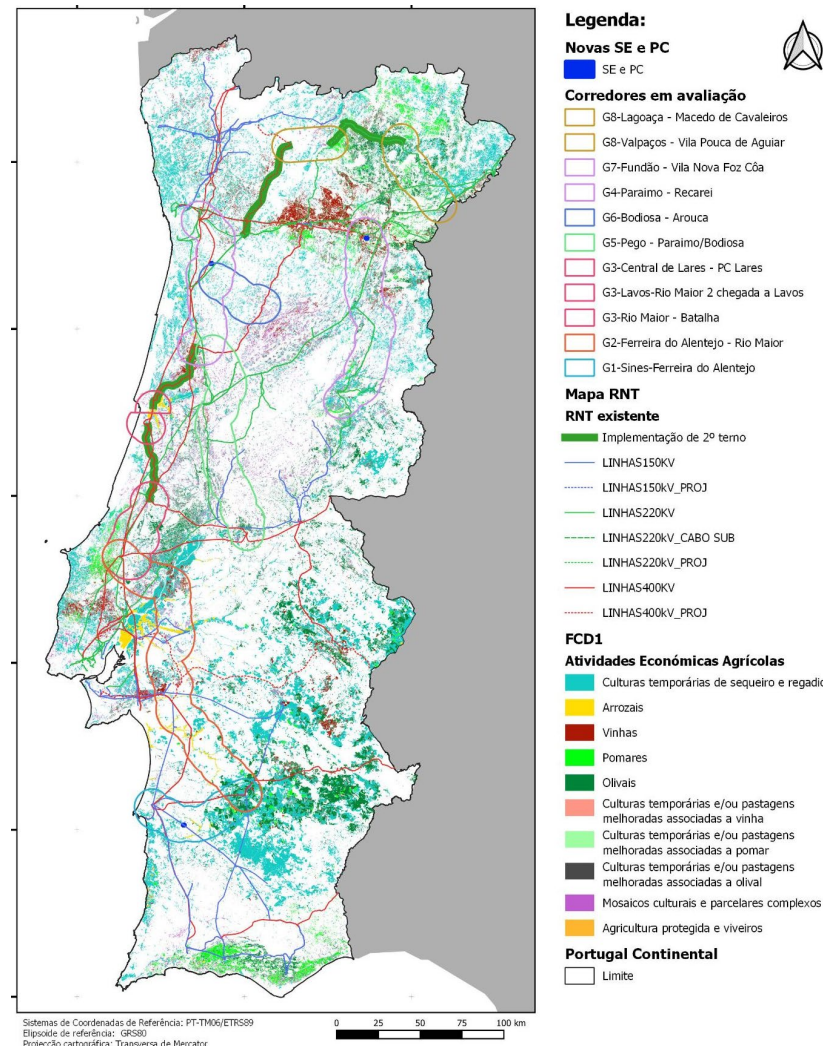 Legenda:
Novas SE e PC
SE e PC
Corredores em avaliação
G8-Lagoaça - Macedo de Cavaleiros
G8-Valpaços - Vila Pouca de Aguiar
G7-Fundão - Vila Nova Foz Côa
G4-Paraimo - Recarei
G6-Bodiosa - Arouca
G5-Pego - Paraimo/Bodiosa
G3-Central de Lares - PC Lares
G3-Lavos-Rio Maior 2 chegada a Lavos
G3-Rio Maior - Batalha
G2-Ferreira do Alentejo - Rio Maior
G1-Sines-Ferreira do Alentejo
Mapa RNT
RNT existente
Implementação de 2º terno
LINHAS150KV
LINHAS150kV_PROJ
LINHAS220KV
LINHAS220kV_CABO SUB
LINHAS220kV_PROJ
LINHAS400KV
LINHAS400kV_PROJ
FCD1
Atividades Económicas Agrícolas
Culturas temporárias de sequeiro e regadio
Arrozais
Vinhas
Pomares
Olivais
Culturas temporárias e/ou pastagens
melhoradas associadas a vinha
Culturas temporárias e/ou pastagens
melhoradas associadas a pomar
Culturas temporárias e/ou pastagens
melhoradas associadas a olival
Mosaicos culturais e parcelares complexos
Agricultura protegida e viveiros
Portugal Continental
Limite
Sistemas de Coordenadas de Referência: PT-TM06/ETRS89
Elipsoide de referência: GRS80
Projecção cartográfica: Transversa de Mercator
0 25 50 75 100 km